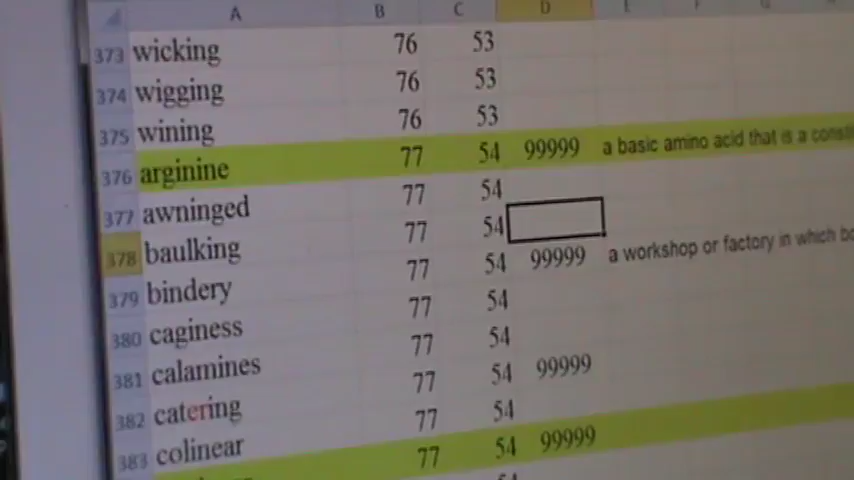 A B C D
373 wicking 76 53
374 wigging 76 53
375 wining 76 53
376 arginine 77 54 99999 a basic amino acid that is a
377 awninged 77 54
378 baulking 77 54
379 bindery 77 54 99999 a workshop or factory in which
380 caginess 77 54
381 calamines 77 54
382 catering 77 54 99999
383 colinear 77 54
77 54 99999